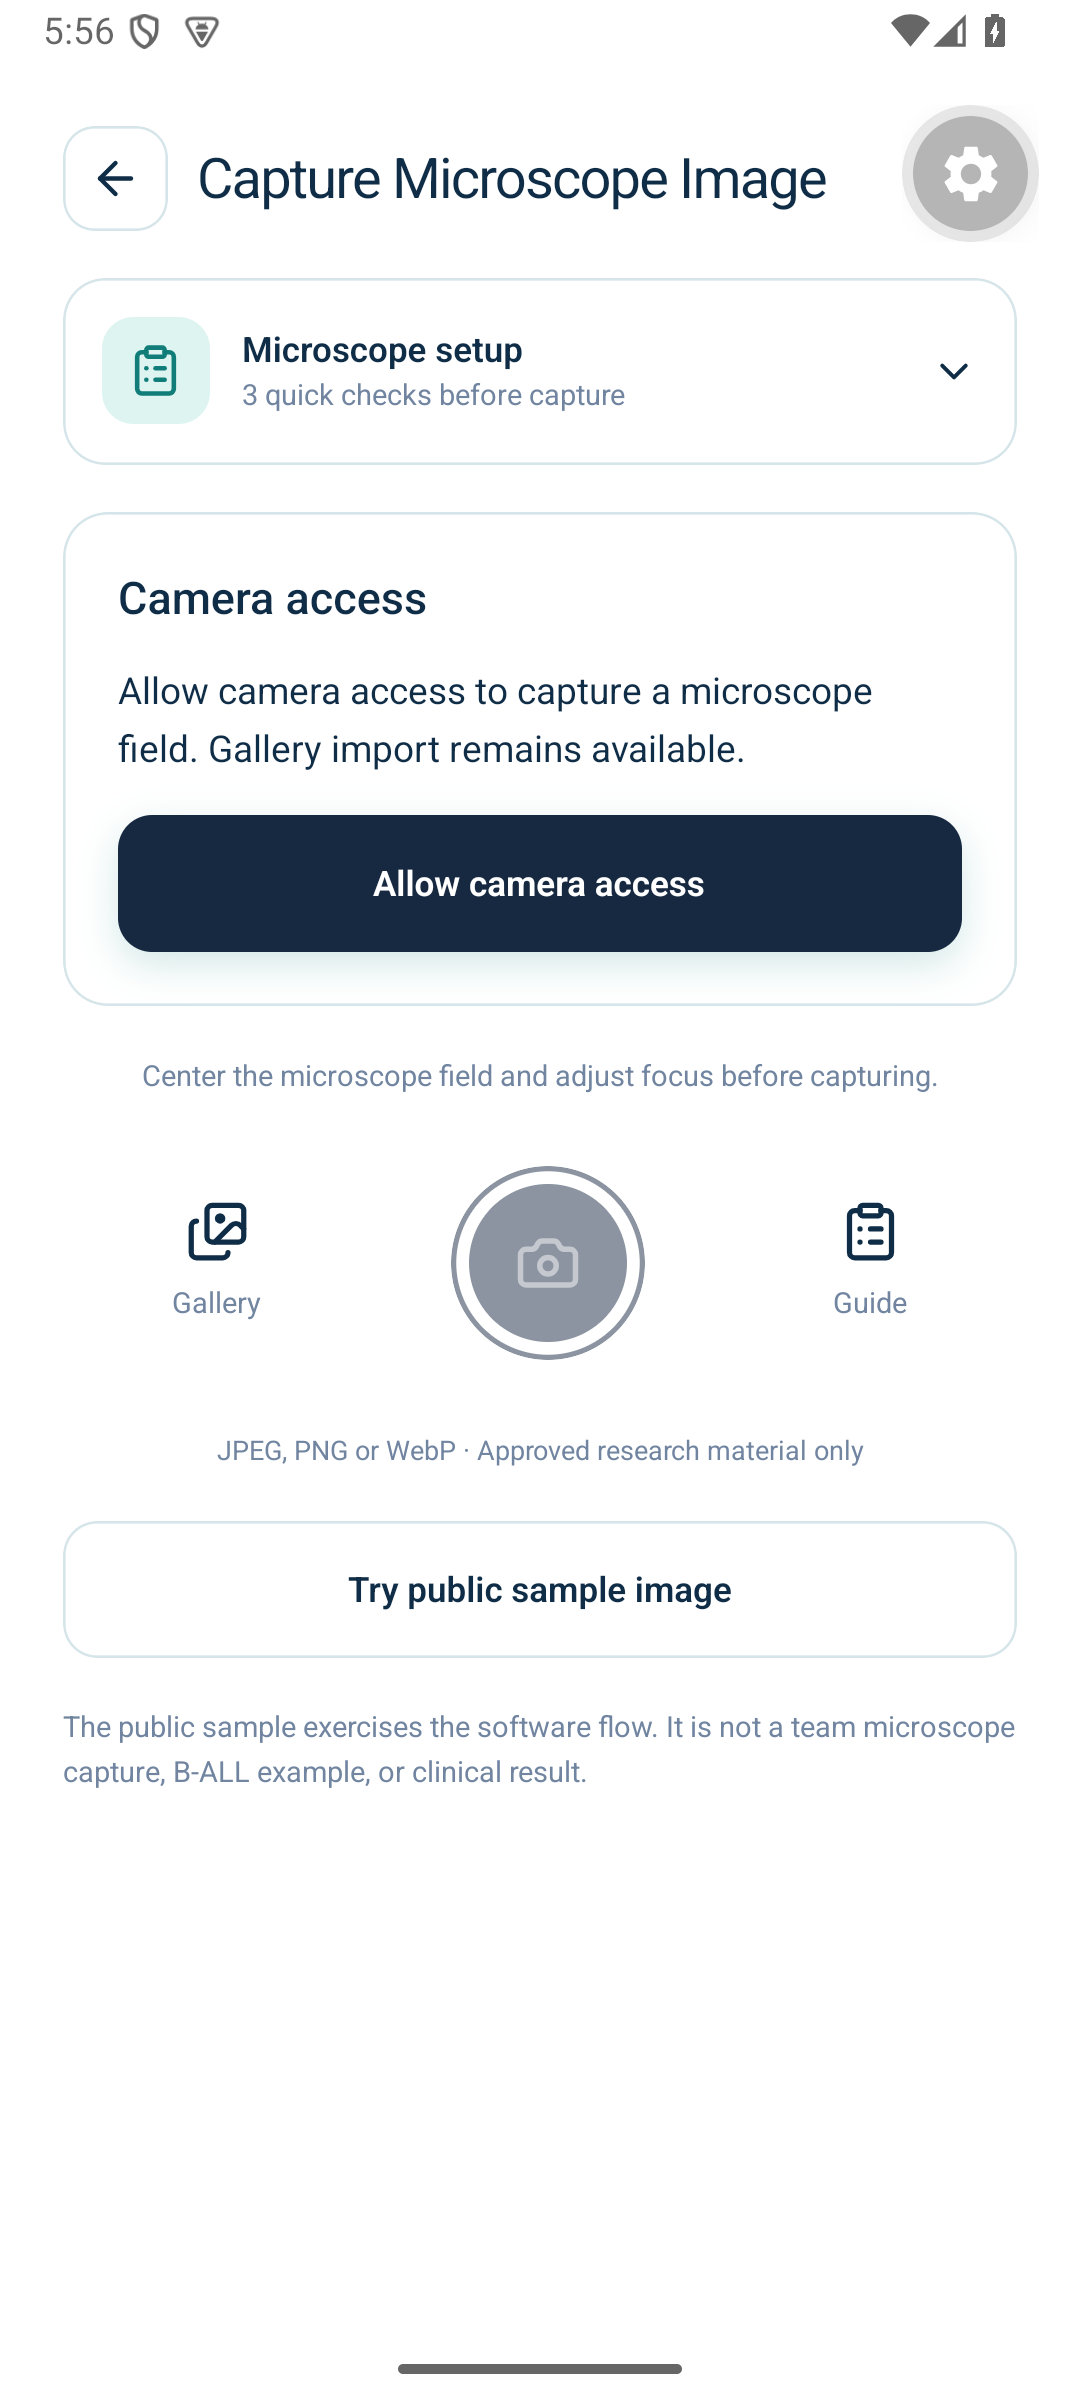 5:56
Capture Microscope Image
Microscope setup
3 quick checks before capture
Camera access
Allow camera access to capture a microscope
field. Gallery import remains available.
Allow camera access
Center the microscope field and adjust focus before capturing.
Gallery
Guide
JPEG, PNG or WebP · Approved research material only
Try public sample image
The public sample exercises the software flow. It is not a team microscope
capture, B-ALL example, or clinical result.